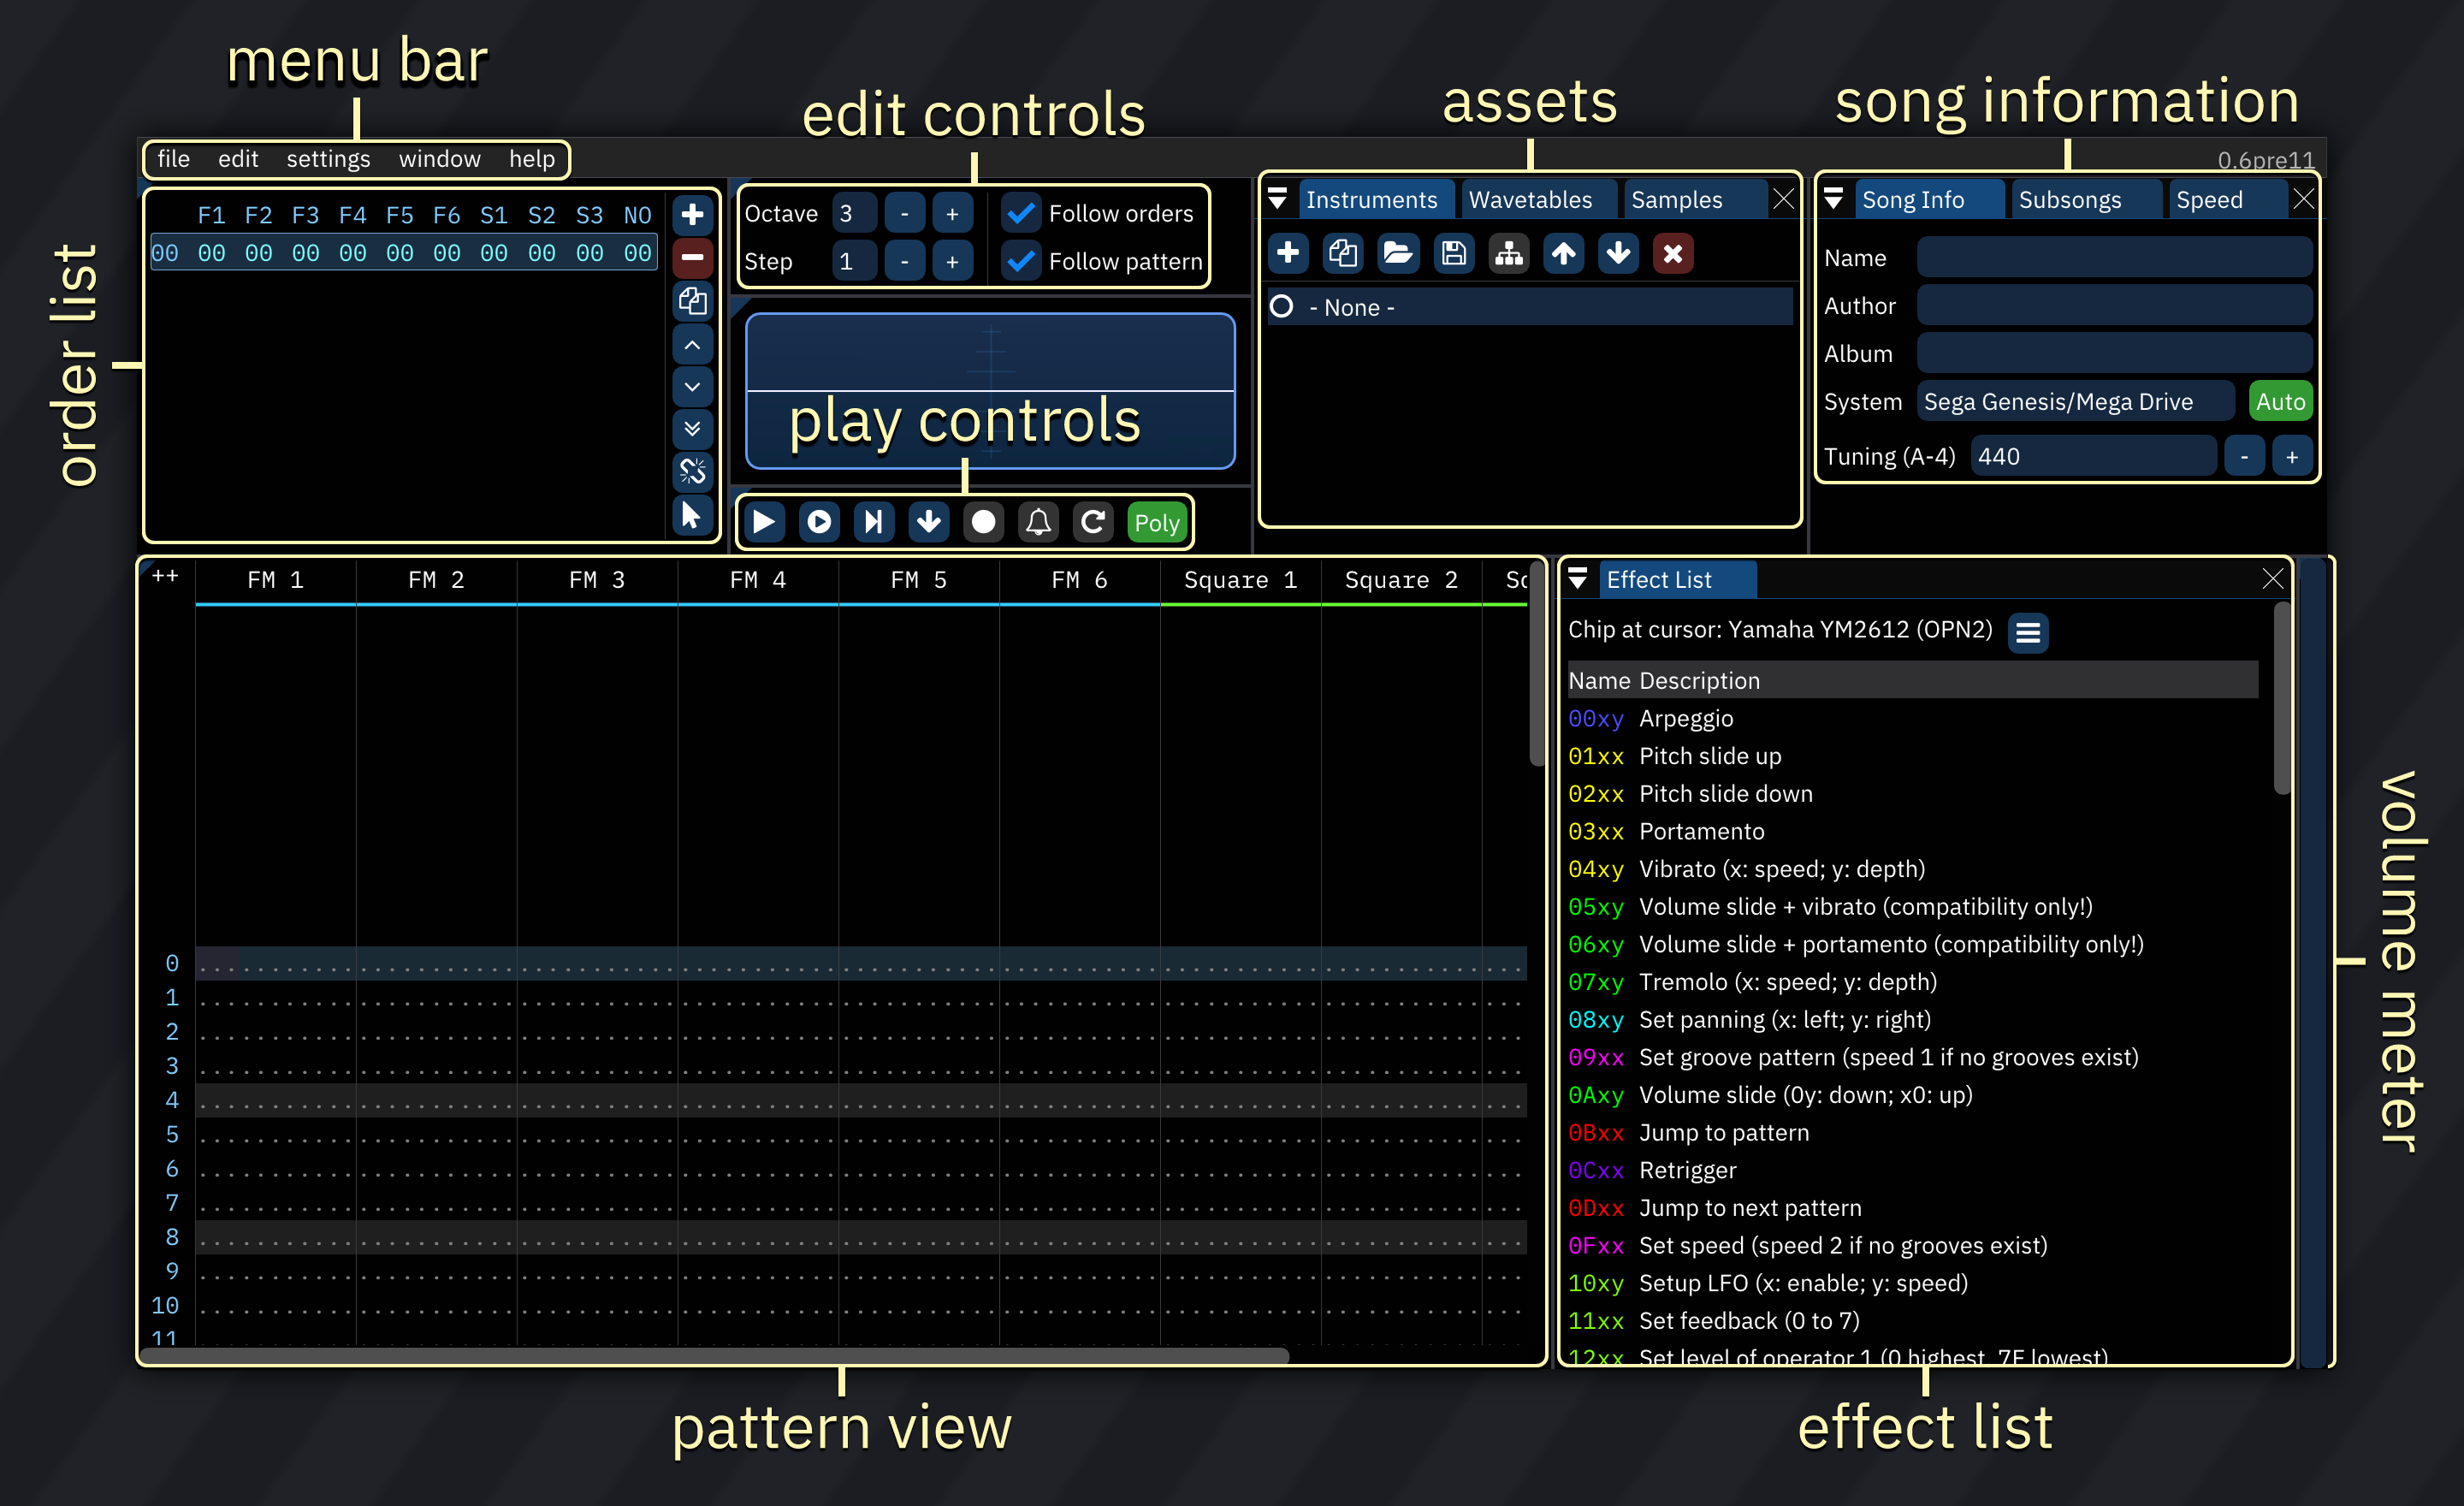 menu bar
edit controls
assets
song information
file edit settings window help
0.6pre11
order list
F1 F2 F3 F4 F5 F6 S1 S2 S3 NO
00 00 00 00 00 00 00 00 00 00 00
Octave 3 - + Follow orders
Step 1 - + Follow pattern
play controls
Poly
Instruments Wavetables Samples
- None -
Song Info Subsongs Speed
Name
Author
Album
System Sega Genesis/Mega Drive Auto
Tuning (A-4) 440 - +
++ FM 1 FM 2 FM 3 FM 4 FM 5 FM 6 Square 1 Square 2 Sq
0
1
2
3
4
5
6
7
8
9
10
11
Effect List
Chip at cursor: Yamaha YM2612 (OPN2)
Name Description
00xy Arpeggio
01xx Pitch slide up
02xx Pitch slide down
03xx Portamento
04xy Vibrato (x: speed; y: depth)
05xy Volume slide + vibrato (compatibility only!)
06xy Volume slide + portamento (compatibility only!)
07xy Tremolo (x: speed; y: depth)
08xy Set panning (x: left; y: right)
09xx Set groove pattern (speed 1 if no grooves exist)
0Axy Volume slide (0y: down; x0: up)
0Bxx Jump to pattern
0Cxx Retrigger
0Dxx Jump to next pattern
0Fxx Set speed (speed 2 if no grooves exist)
10xy Setup LFO (x: enable; y: speed)
11xx Set feedback (0 to 7)
12xx Set level of operator 1 (0 highest, 7F lowest)
volume meter
pattern view
effect list